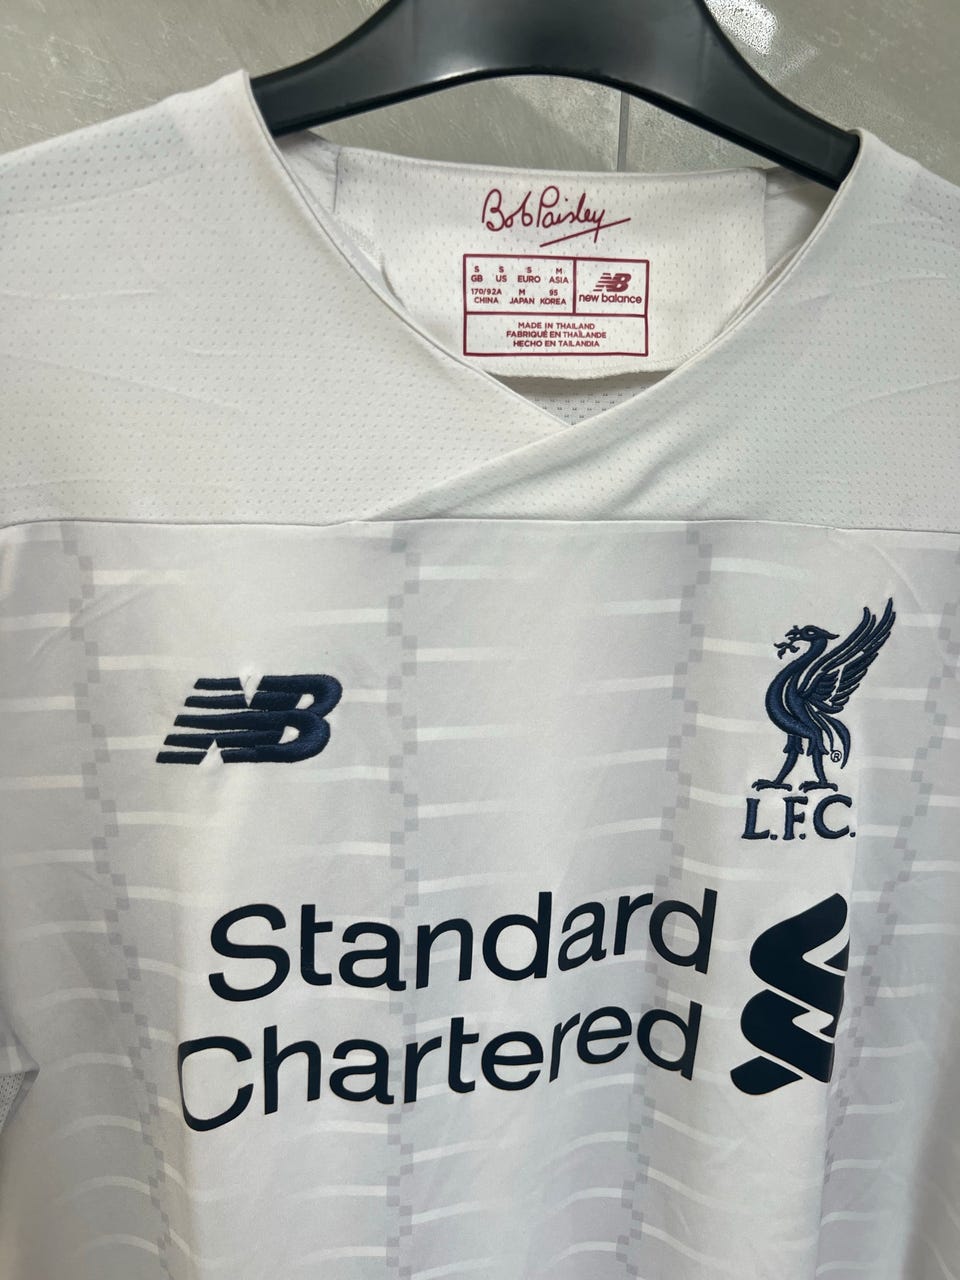 Bob Paisley
S S S M
GB US EURO ASIA
170/92A M 95
CHINA JAPAN KOREA
NB
new balance
MADE IN THAILAND
FABRIQUÉ EN THAÏLANDE
HECHO EN TAILANDIA
NB
®
L.F.C.
Standard
Chartered